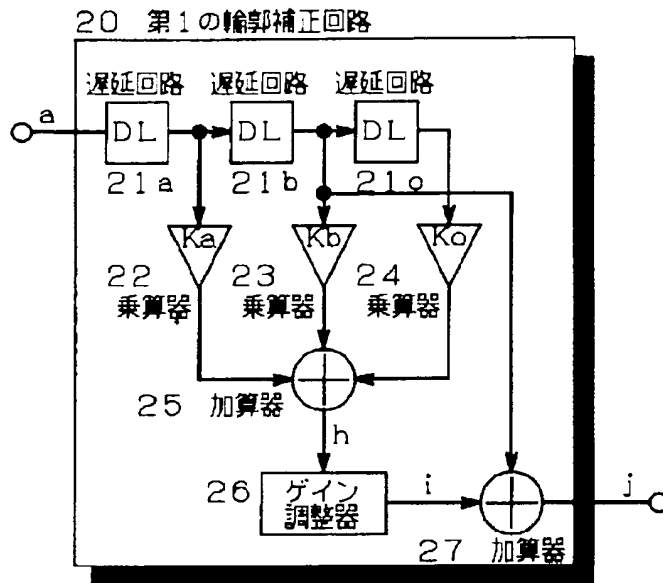 20 第1の輪郭補正回路
遅延回路 遅延回路 遅延回路
a DL DL DL
21a 21b 21c
Ka Kb Kc
22 23 24
乗算器 乗算器 乗算器
25 加算器
h
26 ゲイン調整器 i j
27 加算器